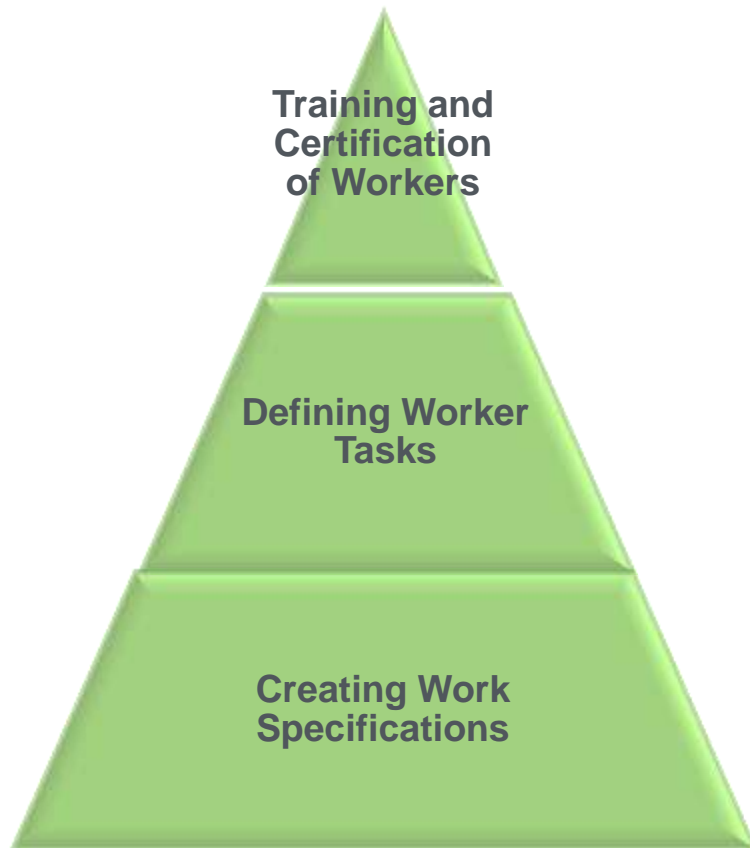 Training and
Certification
of Workers
Defining Worker
Tasks
Creating Work
Specifications